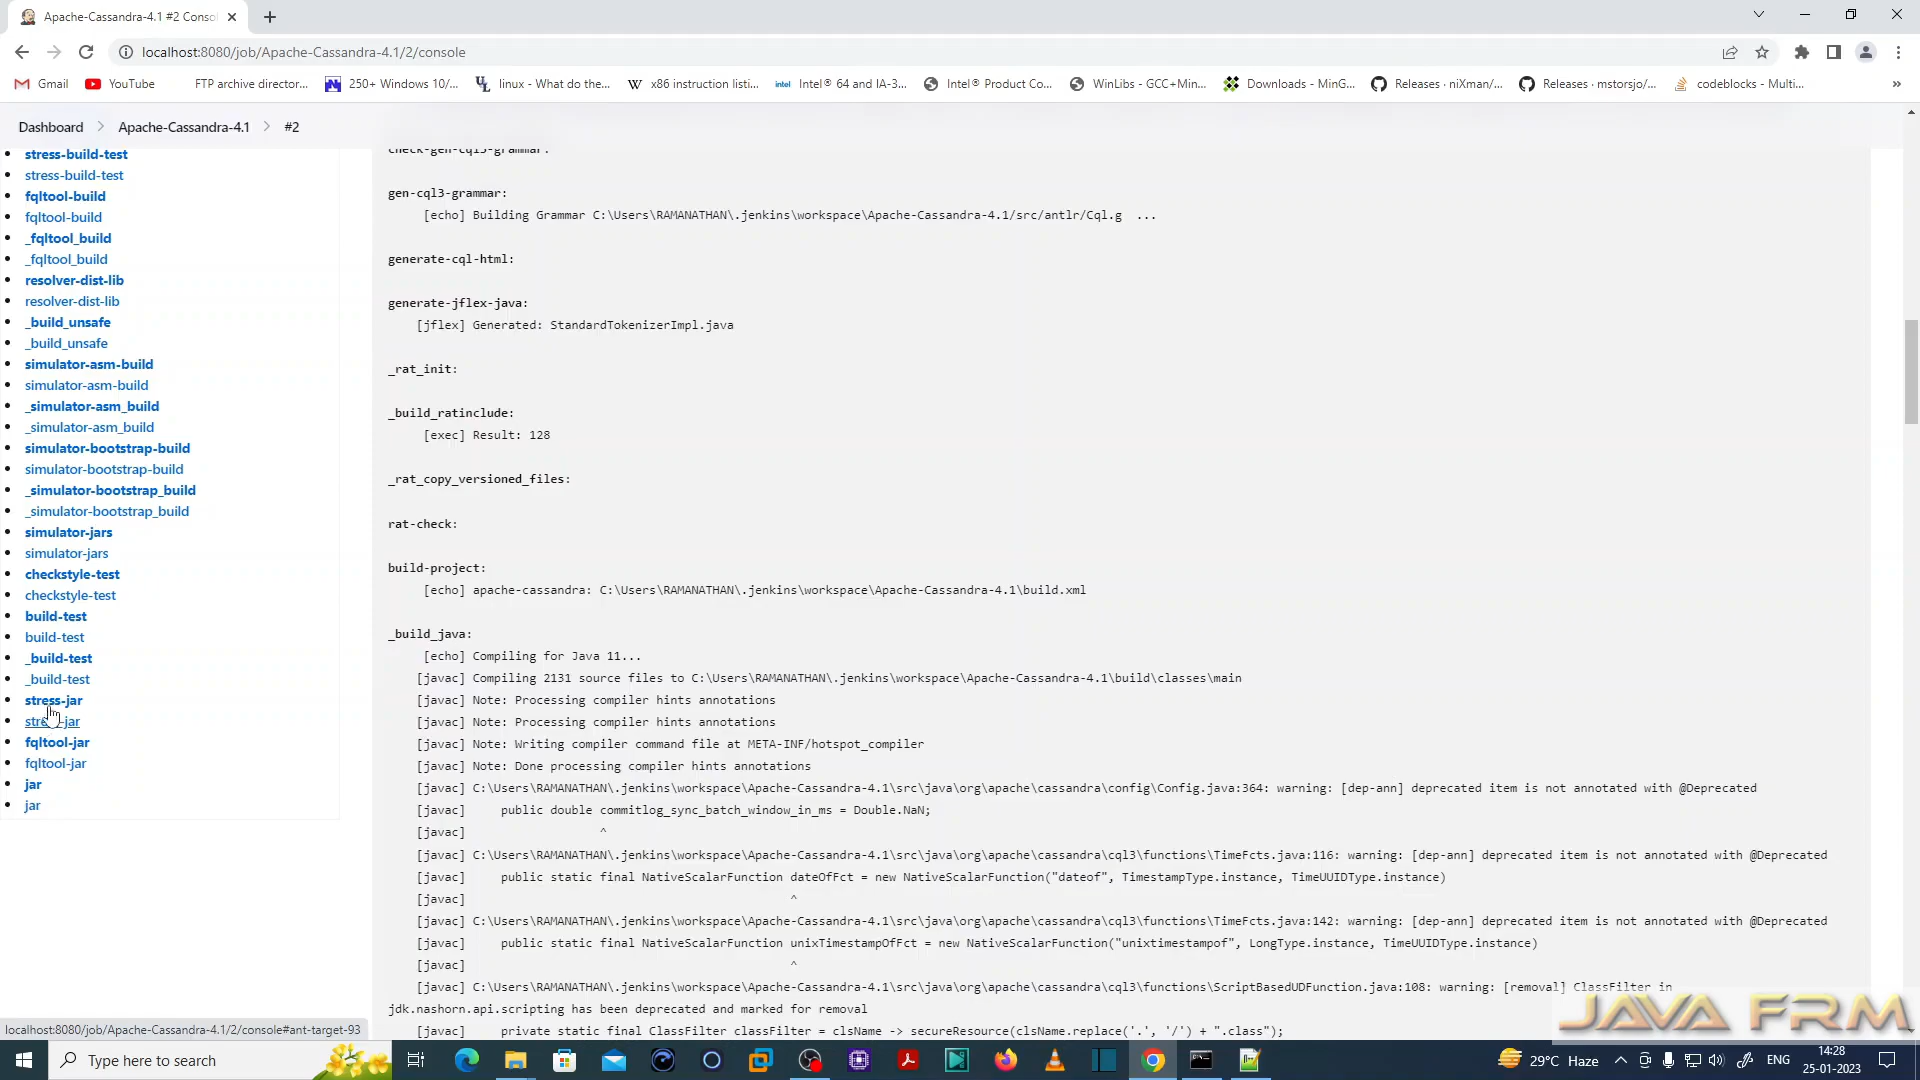 Apache-Cassandra-4.1 #2 Conso
localhost:8080/job/Apache-Cassandra-4.1/2/console
Gmail
YouTube
FTP archive director...
250+ Windows 10/...
linux - What do the...
x86 instruction listi...
Intel® 64 and IA-3...
Intel® Product Co...
WinLibs - GCC+Min...
Downloads - MinG...
Releases · niXman/...
Releases · mstorsjo/...
codeblocks - Multi...
Dashboard
Apache-Cassandra-4.1
#2
stress-build-test
stress-build-test
fqltool-build
fqltool-build
_fqltool_build
_fqltool_build
resolver-dist-lib
resolver-dist-lib
_build_unsafe
_build_unsafe
simulator-asm-build
simulator-asm-build
_simulator-asm_build
_simulator-asm_build
simulator-bootstrap-build
simulator-bootstrap-build
_simulator-bootstrap_build
_simulator-bootstrap_build
simulator-jars
simulator-jars
checkstyle-test
checkstyle-test
build-test
build-test
_build-test
_build-test
stress-jar
stress-jar
fqltool-jar
fqltool-jar
jar
jar
check-gen-cql3-grammar:
gen-cql3-grammar:
[echo] Building Grammar C:\Users\RAMANATHAN\.jenkins\workspace\Apache-Cassandra-4.1/src/antlr/Cql.g ...
generate-cql-html:
generate-jflex-java:
[jflex] Generated: StandardTokenizerImpl.java
_rat_init:
_build_ratinclude:
[exec] Result: 128
_rat_copy_versioned_files:
rat-check:
build-project:
[echo] apache-cassandra: C:\Users\RAMANATHAN\.jenkins\workspace\Apache-Cassandra-4.1\build.xml
_build_java:
[echo] Compiling for Java 11...
[javac] Compiling 2131 source files to C:\Users\RAMANATHAN\.jenkins\workspace\Apache-Cassandra-4.1\build\classes\main
[javac] Note: Processing compiler hints annotations
[javac] Note: Processing compiler hints annotations
[javac] Note: Writing compiler command file at META-INF/hotspot_compiler
[javac] Note: Done processing compiler hints annotations
[javac] C:\Users\RAMANATHAN\.jenkins\workspace\Apache-Cassandra-4.1\src\java\org\apache\cassandra\config\Config.java:364: warning: [dep-ann] deprecated item is not annotated with @Deprecated
[javac] public double commitlog_sync_batch_window_in_ms = Double.NaN;
[javac] ^
[javac] C:\Users\RAMANATHAN\.jenkins\workspace\Apache-Cassandra-4.1\src\java\org\apache\cassandra\cql3\functions\TimeFcts.java:116: warning: [dep-ann] deprecated item is not annotated with @Deprecated
[javac] public static final NativeScalarFunction dateOfFct = new NativeScalarFunction("dateof", TimestampType.instance, TimeUUIDType.instance)
[javac] ^
[javac] C:\Users\RAMANATHAN\.jenkins\workspace\Apache-Cassandra-4.1\src\java\org\apache\cassandra\cql3\functions\TimeFcts.java:142: warning: [dep-ann] deprecated item is not annotated with @Deprecated
[javac] public static final NativeScalarFunction unixTimestampOfFct = new NativeScalarFunction("unixtimestampof", LongType.instance, TimeUUIDType.instance)
[javac] ^
[javac] C:\Users\RAMANATHAN\.jenkins\workspace\Apache-Cassandra-4.1\src\java\org\apache\cassandra\cql3\functions\ScriptBasedUDFunction.java:108: warning: [removal] ClassFilter in
jdk.nashorn.api.scripting has been deprecated and marked for removal
[javac] private static final ClassFilter classFilter = clsName -> secureResource(clsName.replace('.', '/') + ".class");
JAVA FRM
localhost:8080/job/Apache-Cassandra-4.1/2/console#ant-target-93
Type here to search
29°C Haze
ENG
14:28
25-01-2023